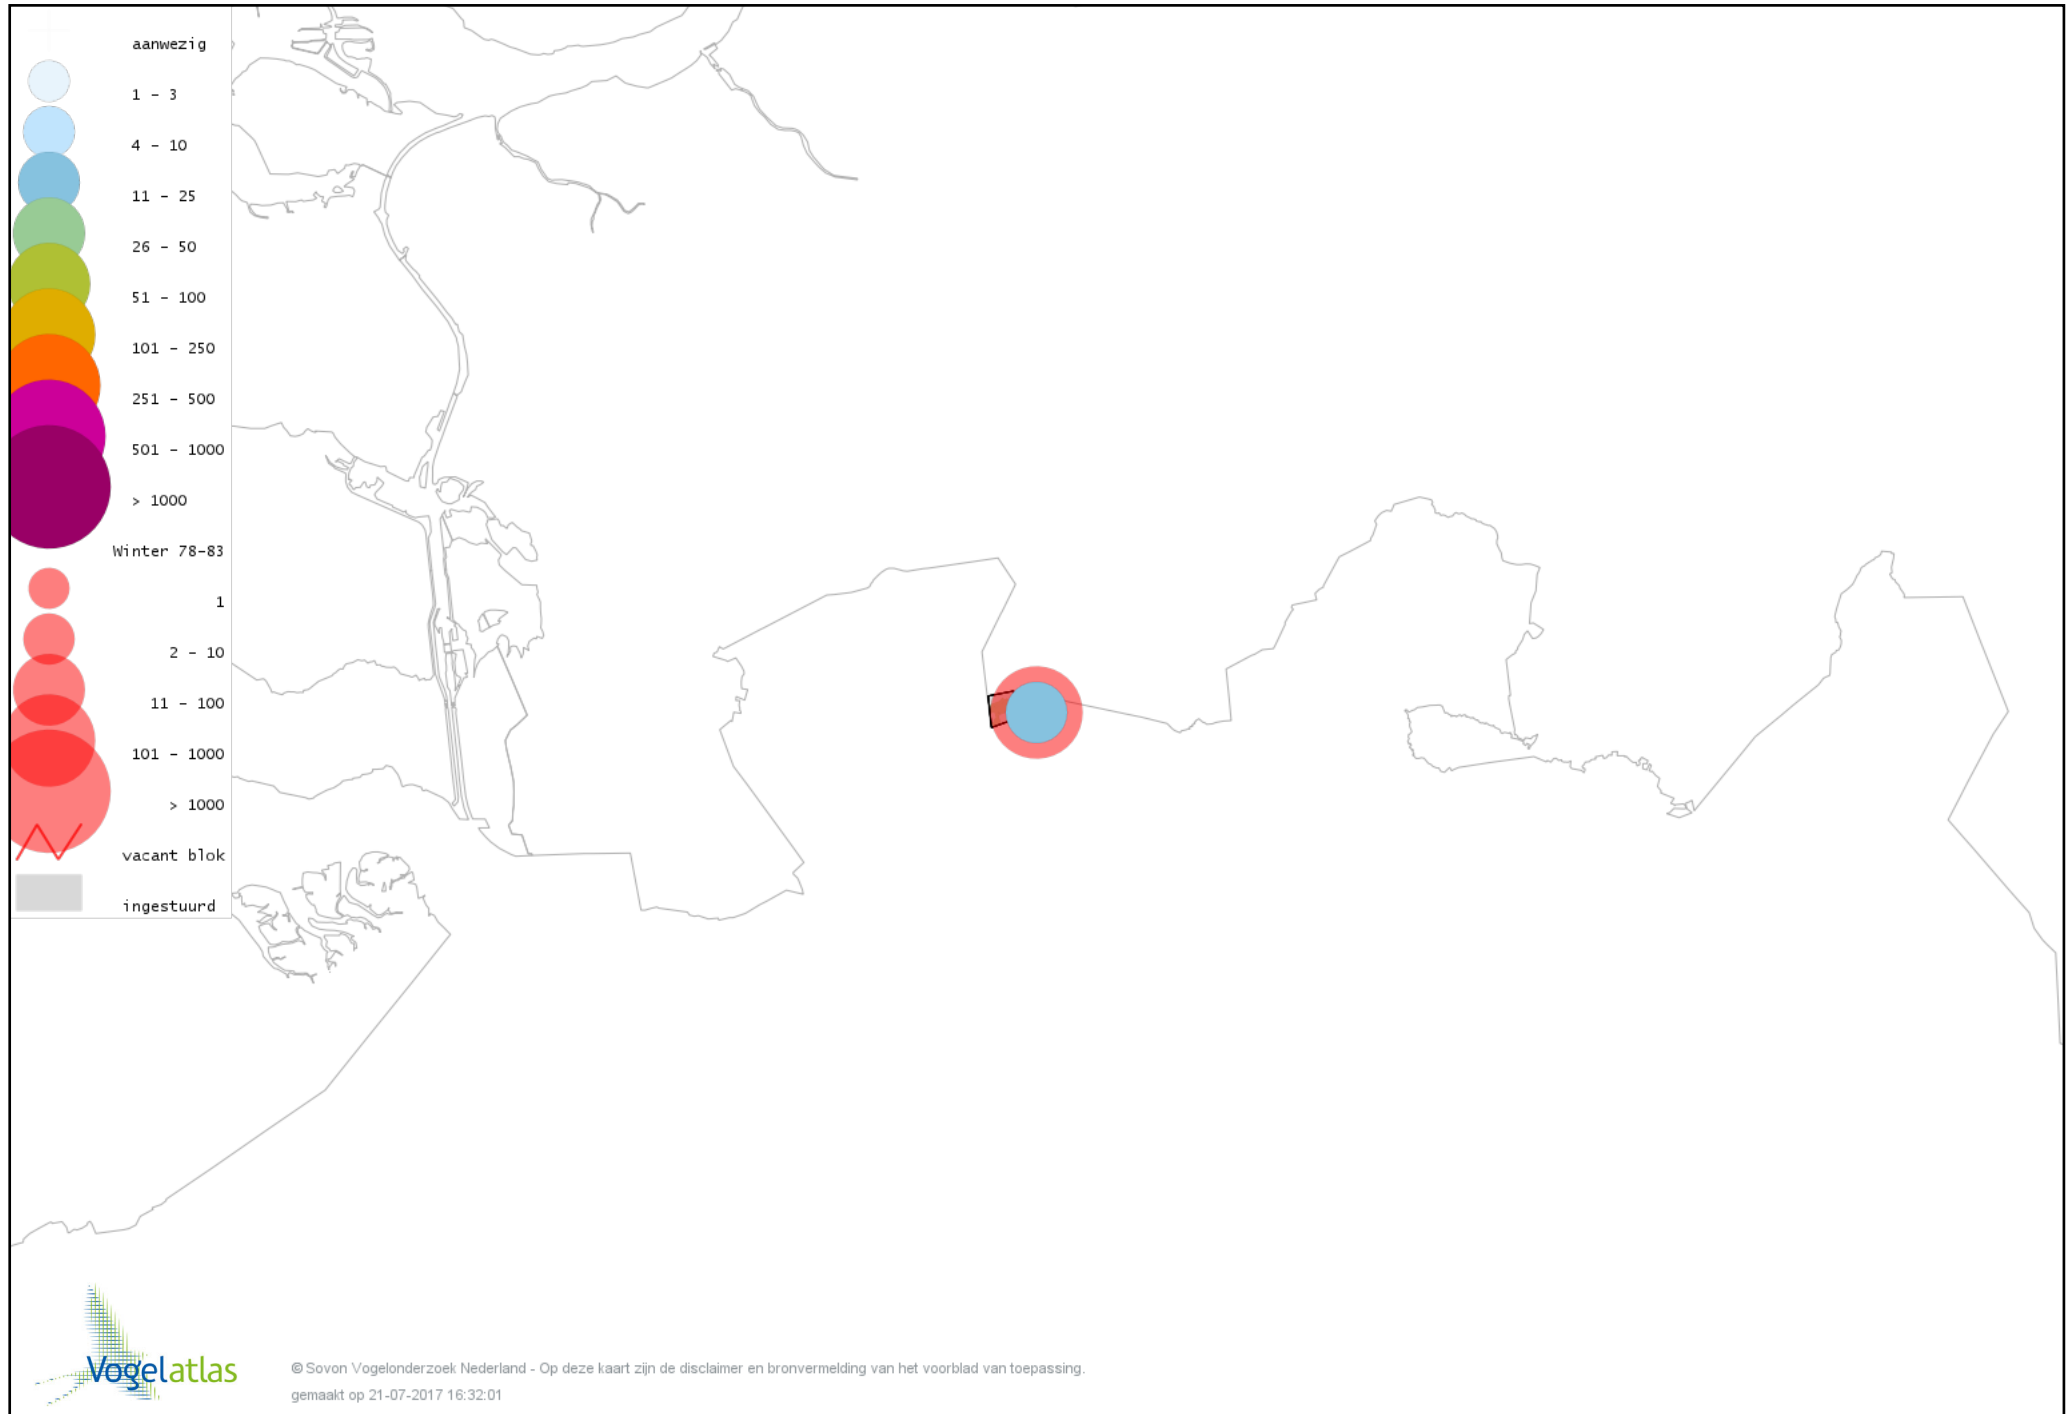 aanwezig
1 - 3
4 - 10
11 - 25
26 - 50
51 - 100
101 - 250
251 - 500
501 - 1000
> 1000
Winter 78-83
1
2 - 10
11 - 100
101 - 1000
> 1000
vacant blok
ingestuurd
Vogelatlas
© Sovon Vogelonderzoek Nederland - Op deze kaart zijn de disclaimer en bronvermelding van het voorblad van toepassing.
gemaakt op 21-07-2017 16:32:01